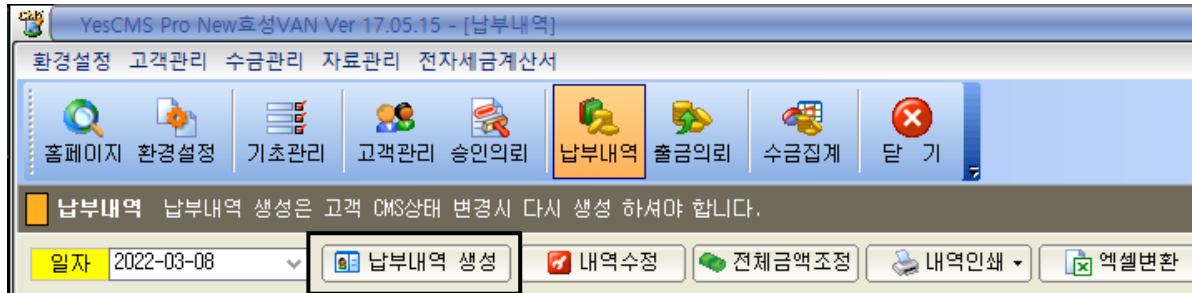 YesCMS Pro New효성VAN Ver 17.05.15 - [납부내역]
환경설정 고객관리 수금관리 자료관리 전자세금계산서
홈페이지 환경설정 기초관리 고객관리 승인의뢰 납부내역 출금의뢰 수금집계 닫 기
납부내역 납부내역 생성은 고객 CMS상태 변경시 다시 생성 하셔야 합니다.
일자 2022-03-08 납부내역 생성 내역수정 전체금액조정 내역인쇄 엑셀변환